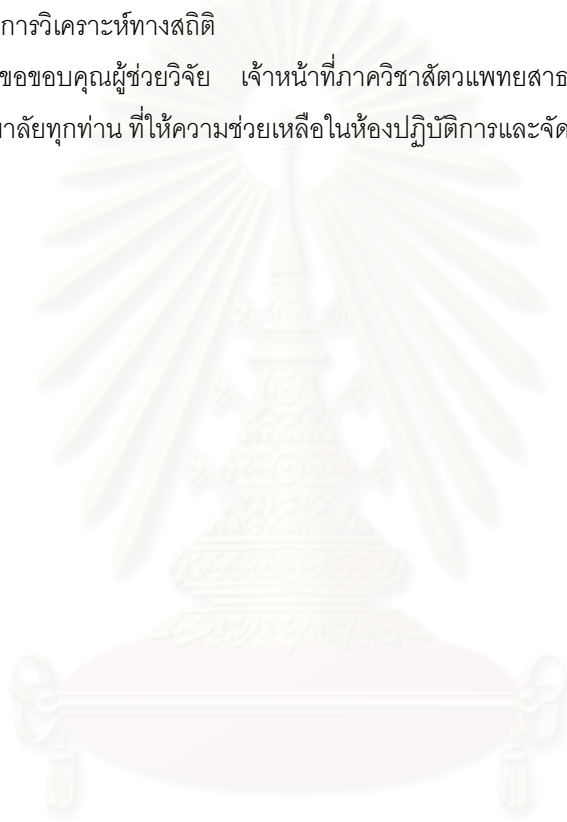 การวิเคราะห์ทางสถิติ
ขอขอบคุณผู้ช่วยวิจัย เจ้าหน้าที่ภาควิชาสัตวแพทยสาธ
าลัยทุกท่าน ที่ให้ความช่วยเหลือในห้องปฏิบัติการและจัด